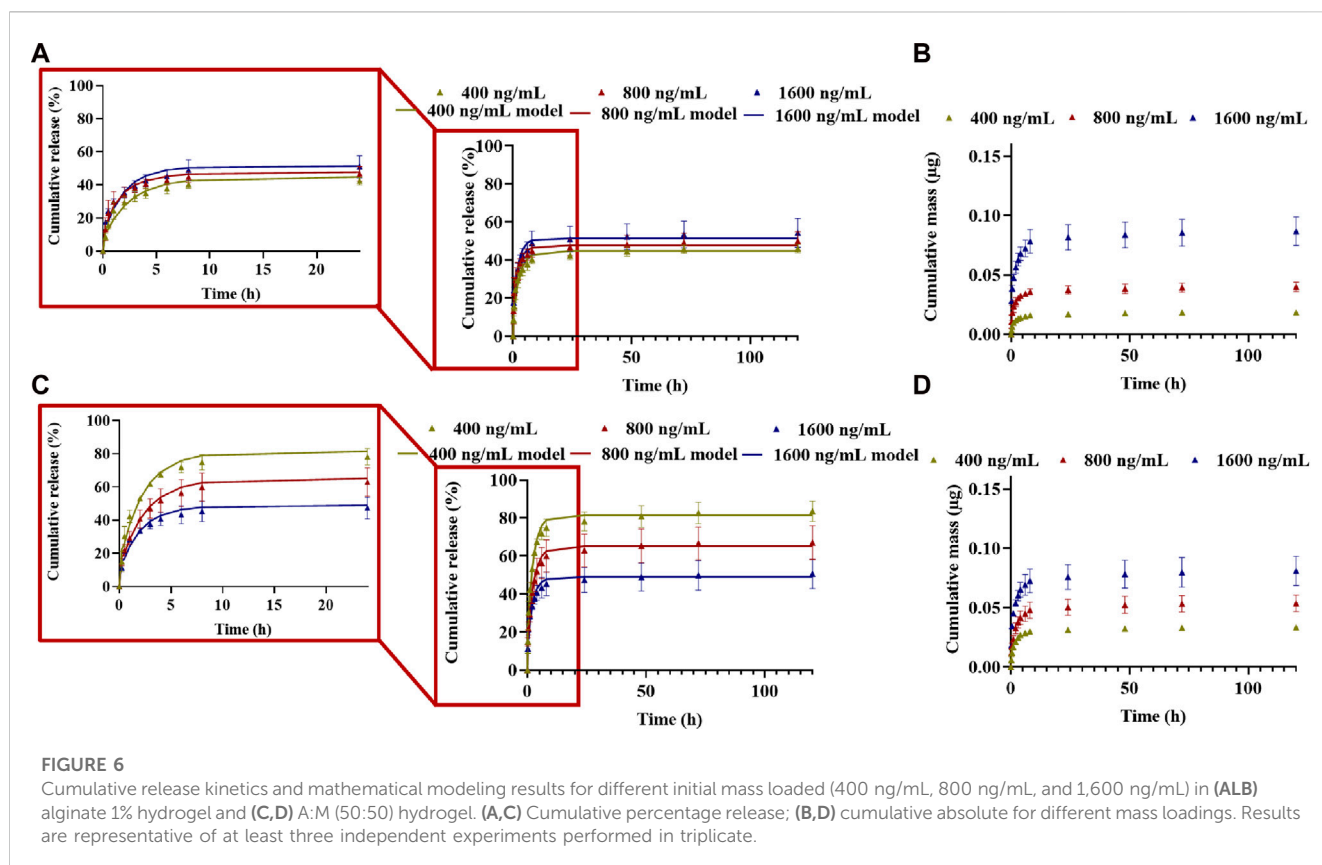 A
100
80
60
40
20
0
Cumulative release (%)
0 5 10 15 20
Time (h)
400 ng/mL 800 ng/mL 1600 ng/mL
400 ng/mL model 800 ng/mL model 1600 ng/mL model
100
80
60
40
20
0
Cumulative release (%)
0 50 100
Time (h)
B
400 ng/mL 800 ng/mL 1600 ng/mL
0.15
0.10
0.05
0.00
Cumulative mass (µg)
0 50 100
Time (h)
C
100
80
60
40
20
0
Cumulative release (%)
0 5 10 15 20
Time (h)
400 ng/mL 800 ng/mL 1600 ng/mL
400 ng/mL model 800 ng/mL model 1600 ng/mL model
100
80
60
40
20
0
Cumulative release (%)
0 50 100
Time (h)
D
400 ng/mL 800 ng/mL 1600 ng/mL
0.15
0.10
0.05
0.00
Cumulative mass (µg)
0 50 100
Time (h)
FIGURE 6
Cumulative release kinetics and mathematical modeling results for different initial mass loaded (400 ng/mL, 800 ng/mL, and 1,600 ng/mL) in (ALB)
alginate 1% hydrogel and (C,D) A:M (50:50) hydrogel. (A,C) Cumulative percentage release; (B,D) cumulative absolute for different mass loadings. Results
are representative of at least three independent experiments performed in triplicate.